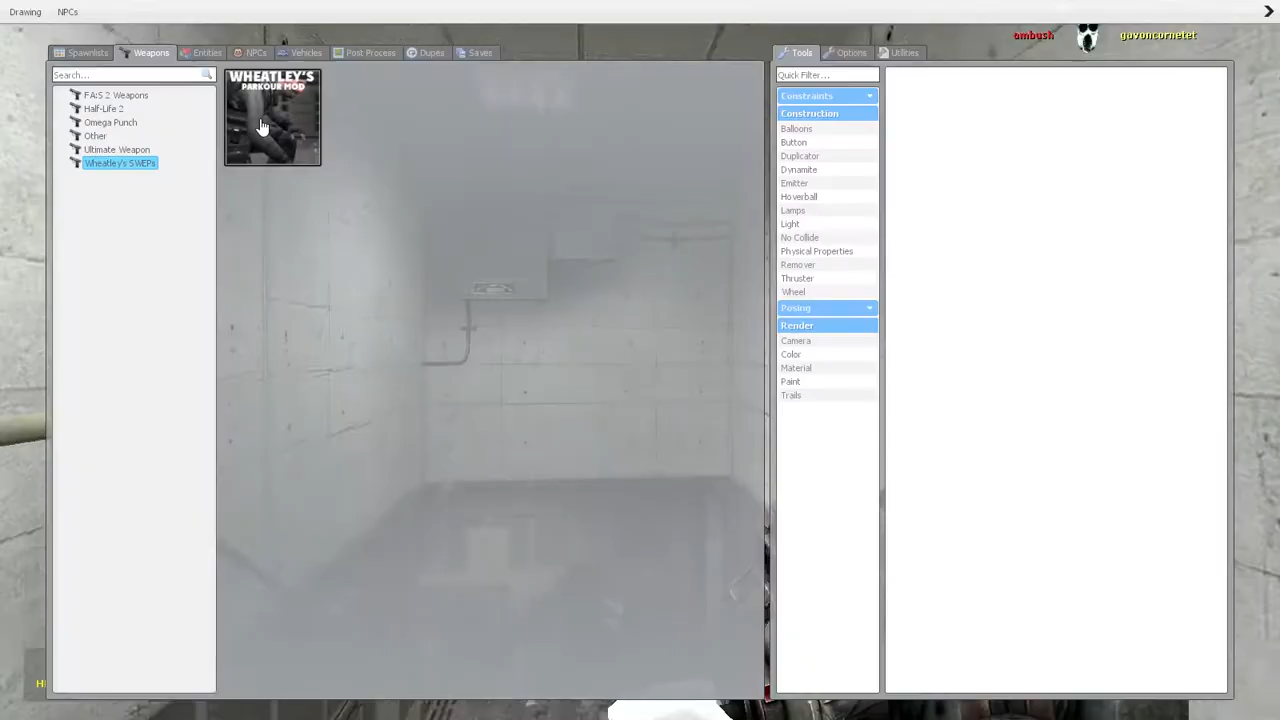 Drawing NPCs
ambush gavoncornetet
Spawnlists Weapons Entities NPCs Vehicles Post Process Dupes Saves
Tools Options Utilities
Search...
Quick Filter...
FA:S 2 Weapons
Half-Life 2
Omega Punch
Other
Ultimate Weapon
Wheatley's SWEPs
WHEATLEY'S
PARKOUR MOD
Constraints
Construction
Balloons
Button
Duplicator
Dynamite
Emitter
Hoverball
Lamps
Light
No Collide
Physical Properties
Remover
Thruster
Wheel
Posing
Render
Camera
Color
Material
Paint
Trails